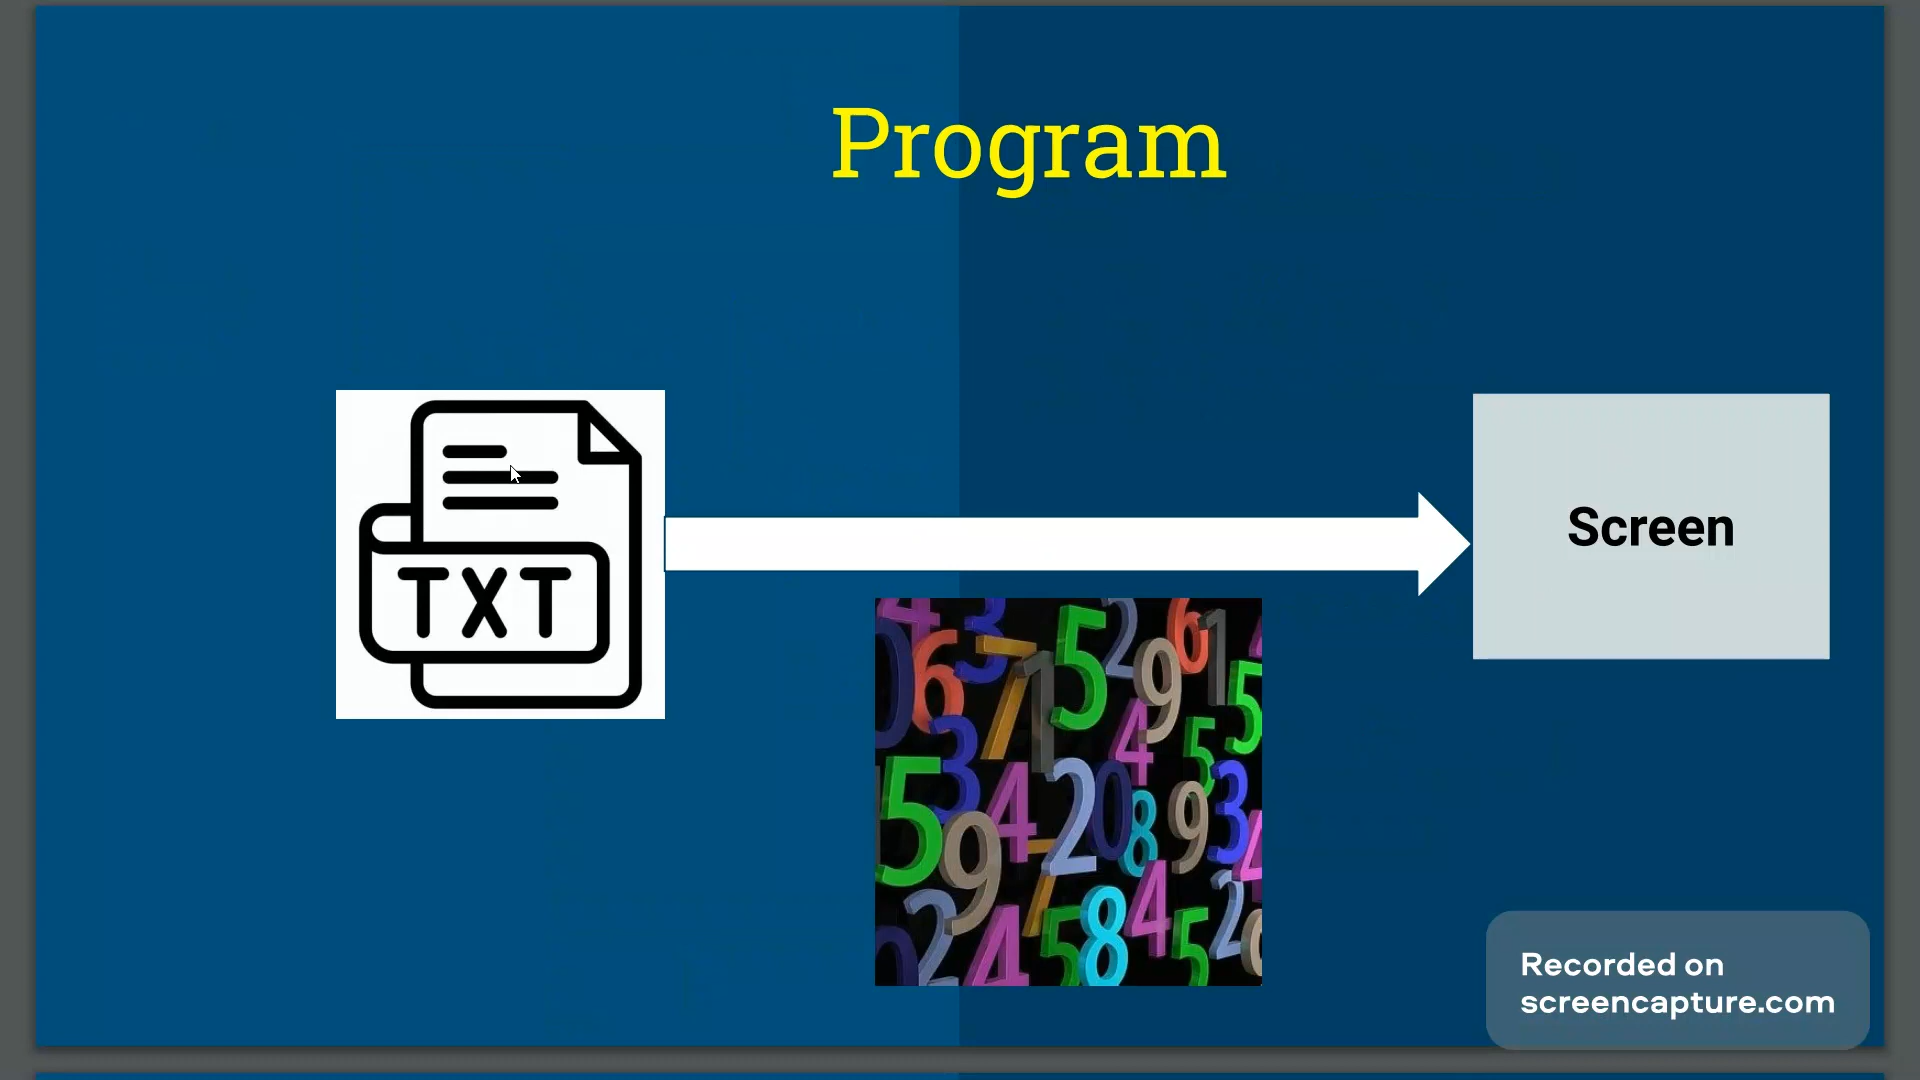 Program
TXT
Screen
Recorded on
screencapture.com